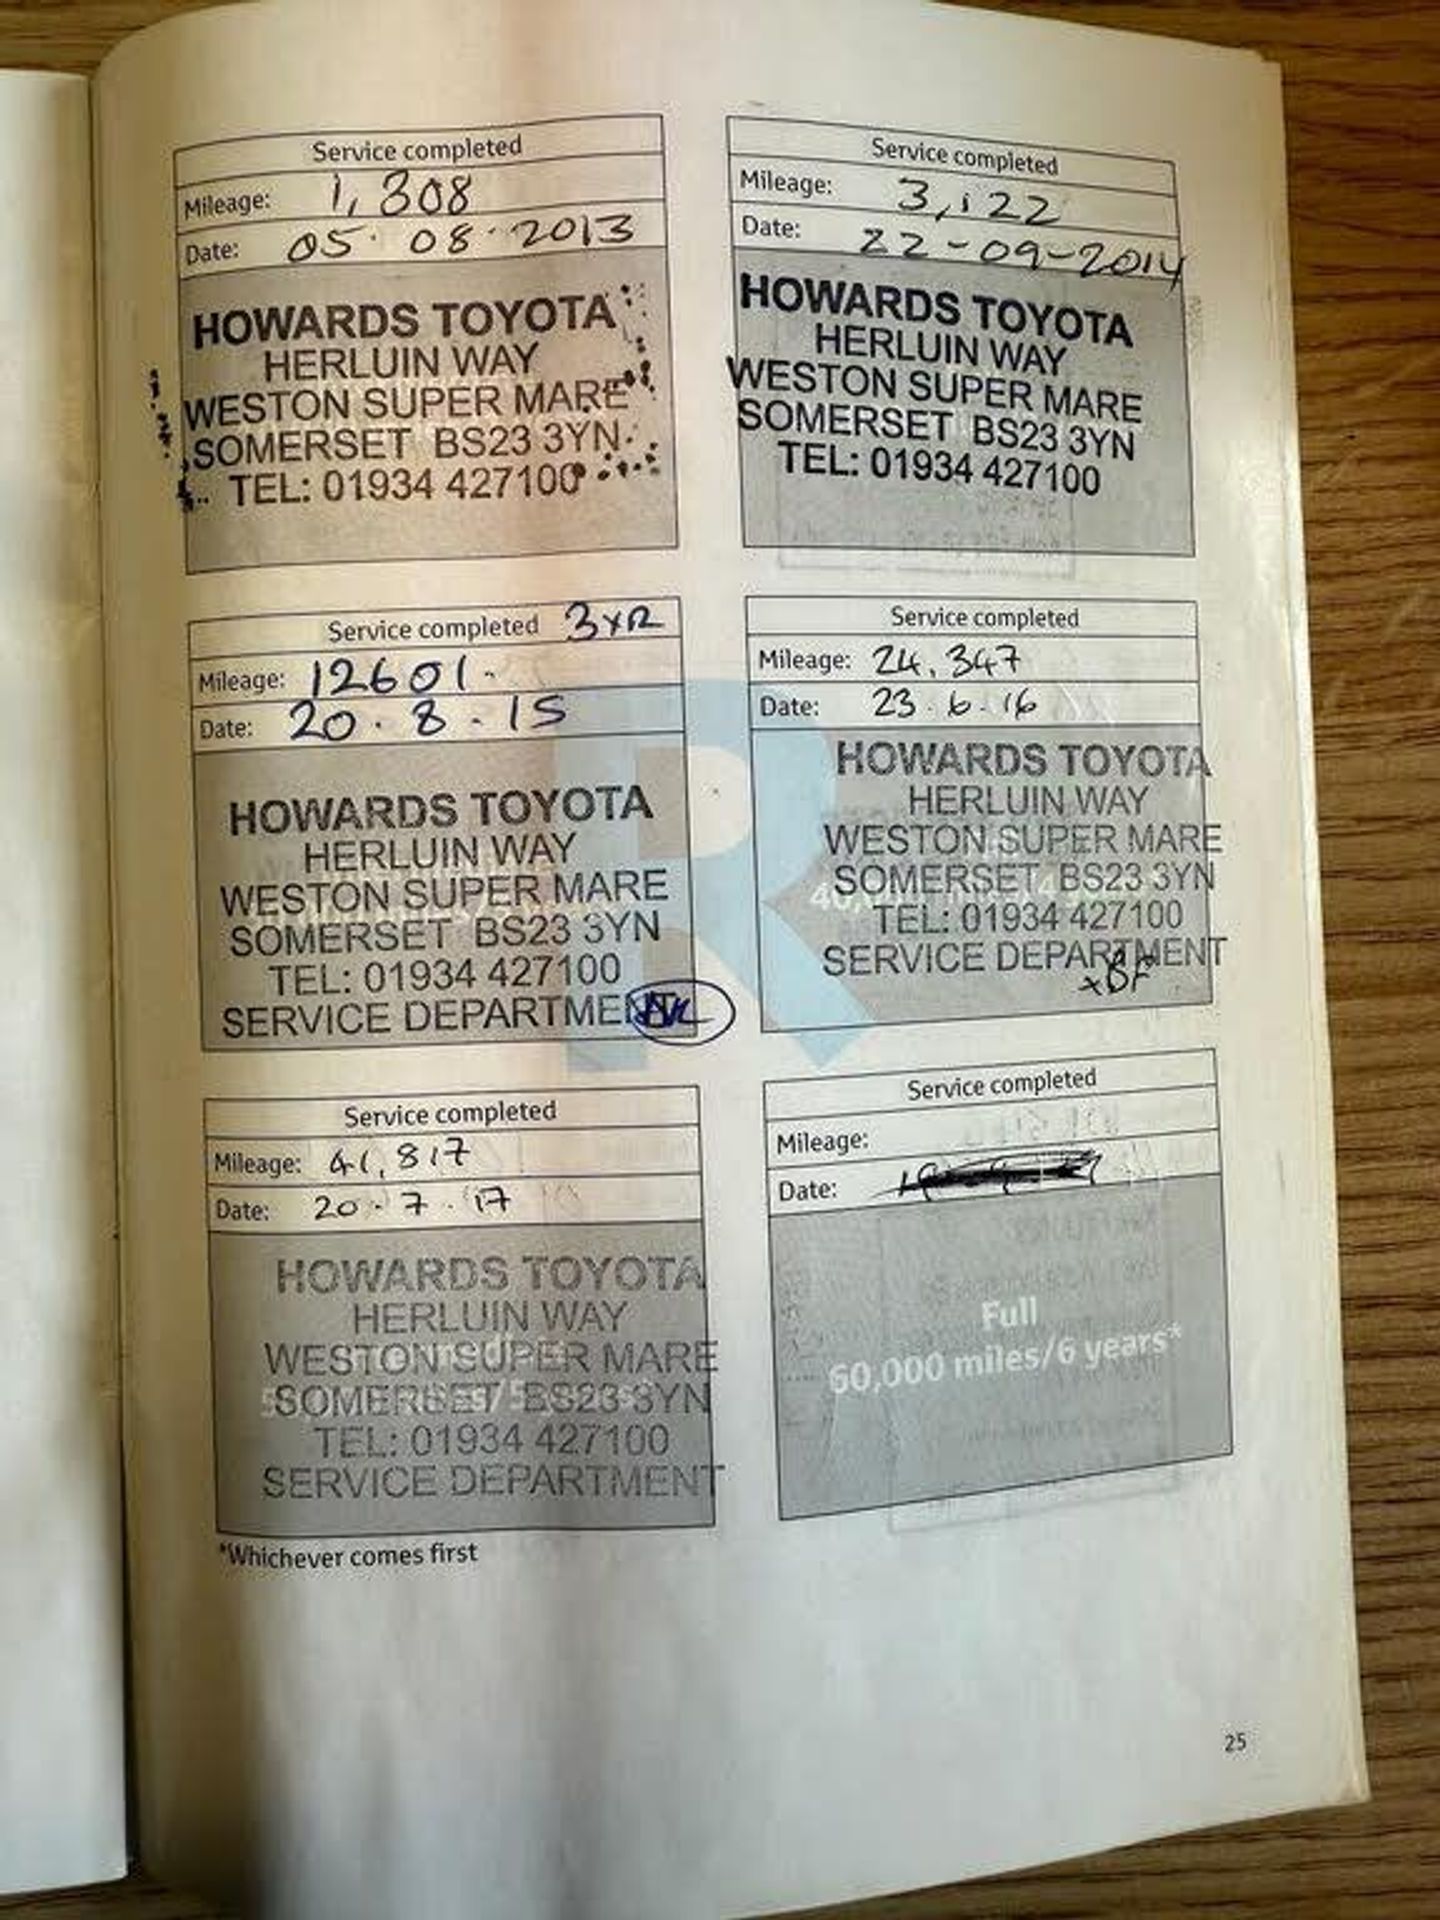 Service completed
Mileage: 1,308
Date: 05.08.2013
HOWARDS TOYOTA
HERLUIN WAY
WESTON SUPER MARE
SOMERSET BS23 3YN
TEL: 01934 427100
Service completed
Mileage: 3,122
Date: 22-09-2014
HOWARDS TOYOTA
HERLUIN WAY
WESTON SUPER MARE
SOMERSET BS23 3YN
TEL: 01934 427100
Service completed 3YR
Mileage: 12601.
Date: 20.8.15
HOWARDS TOYOTA
HERLUIN WAY
WESTON SUPER MARE
SOMERSET BS23 3YN
TEL: 01934 427100
SERVICE DEPARTMENT
Service completed
Mileage: 24,347
Date: 23.6.16
HOWARDS TOYOTA
HERLUIN WAY
WESTON SUPER MARE
SOMERSET BS23 3YN
TEL: 01934 427100
SERVICE DEPARTMENT
+BF
Service completed
Mileage: 41,817
Date: 20.7.17
HOWARDS TOYOTA
HERLUIN WAY
WESTON SUPER MARE
SOMERSET BS23 3YN
TEL: 01934 427100
SERVICE DEPARTMENT
Service completed
Mileage:
Date:
Full
60,000 miles/6 years*
*Whichever comes first
25